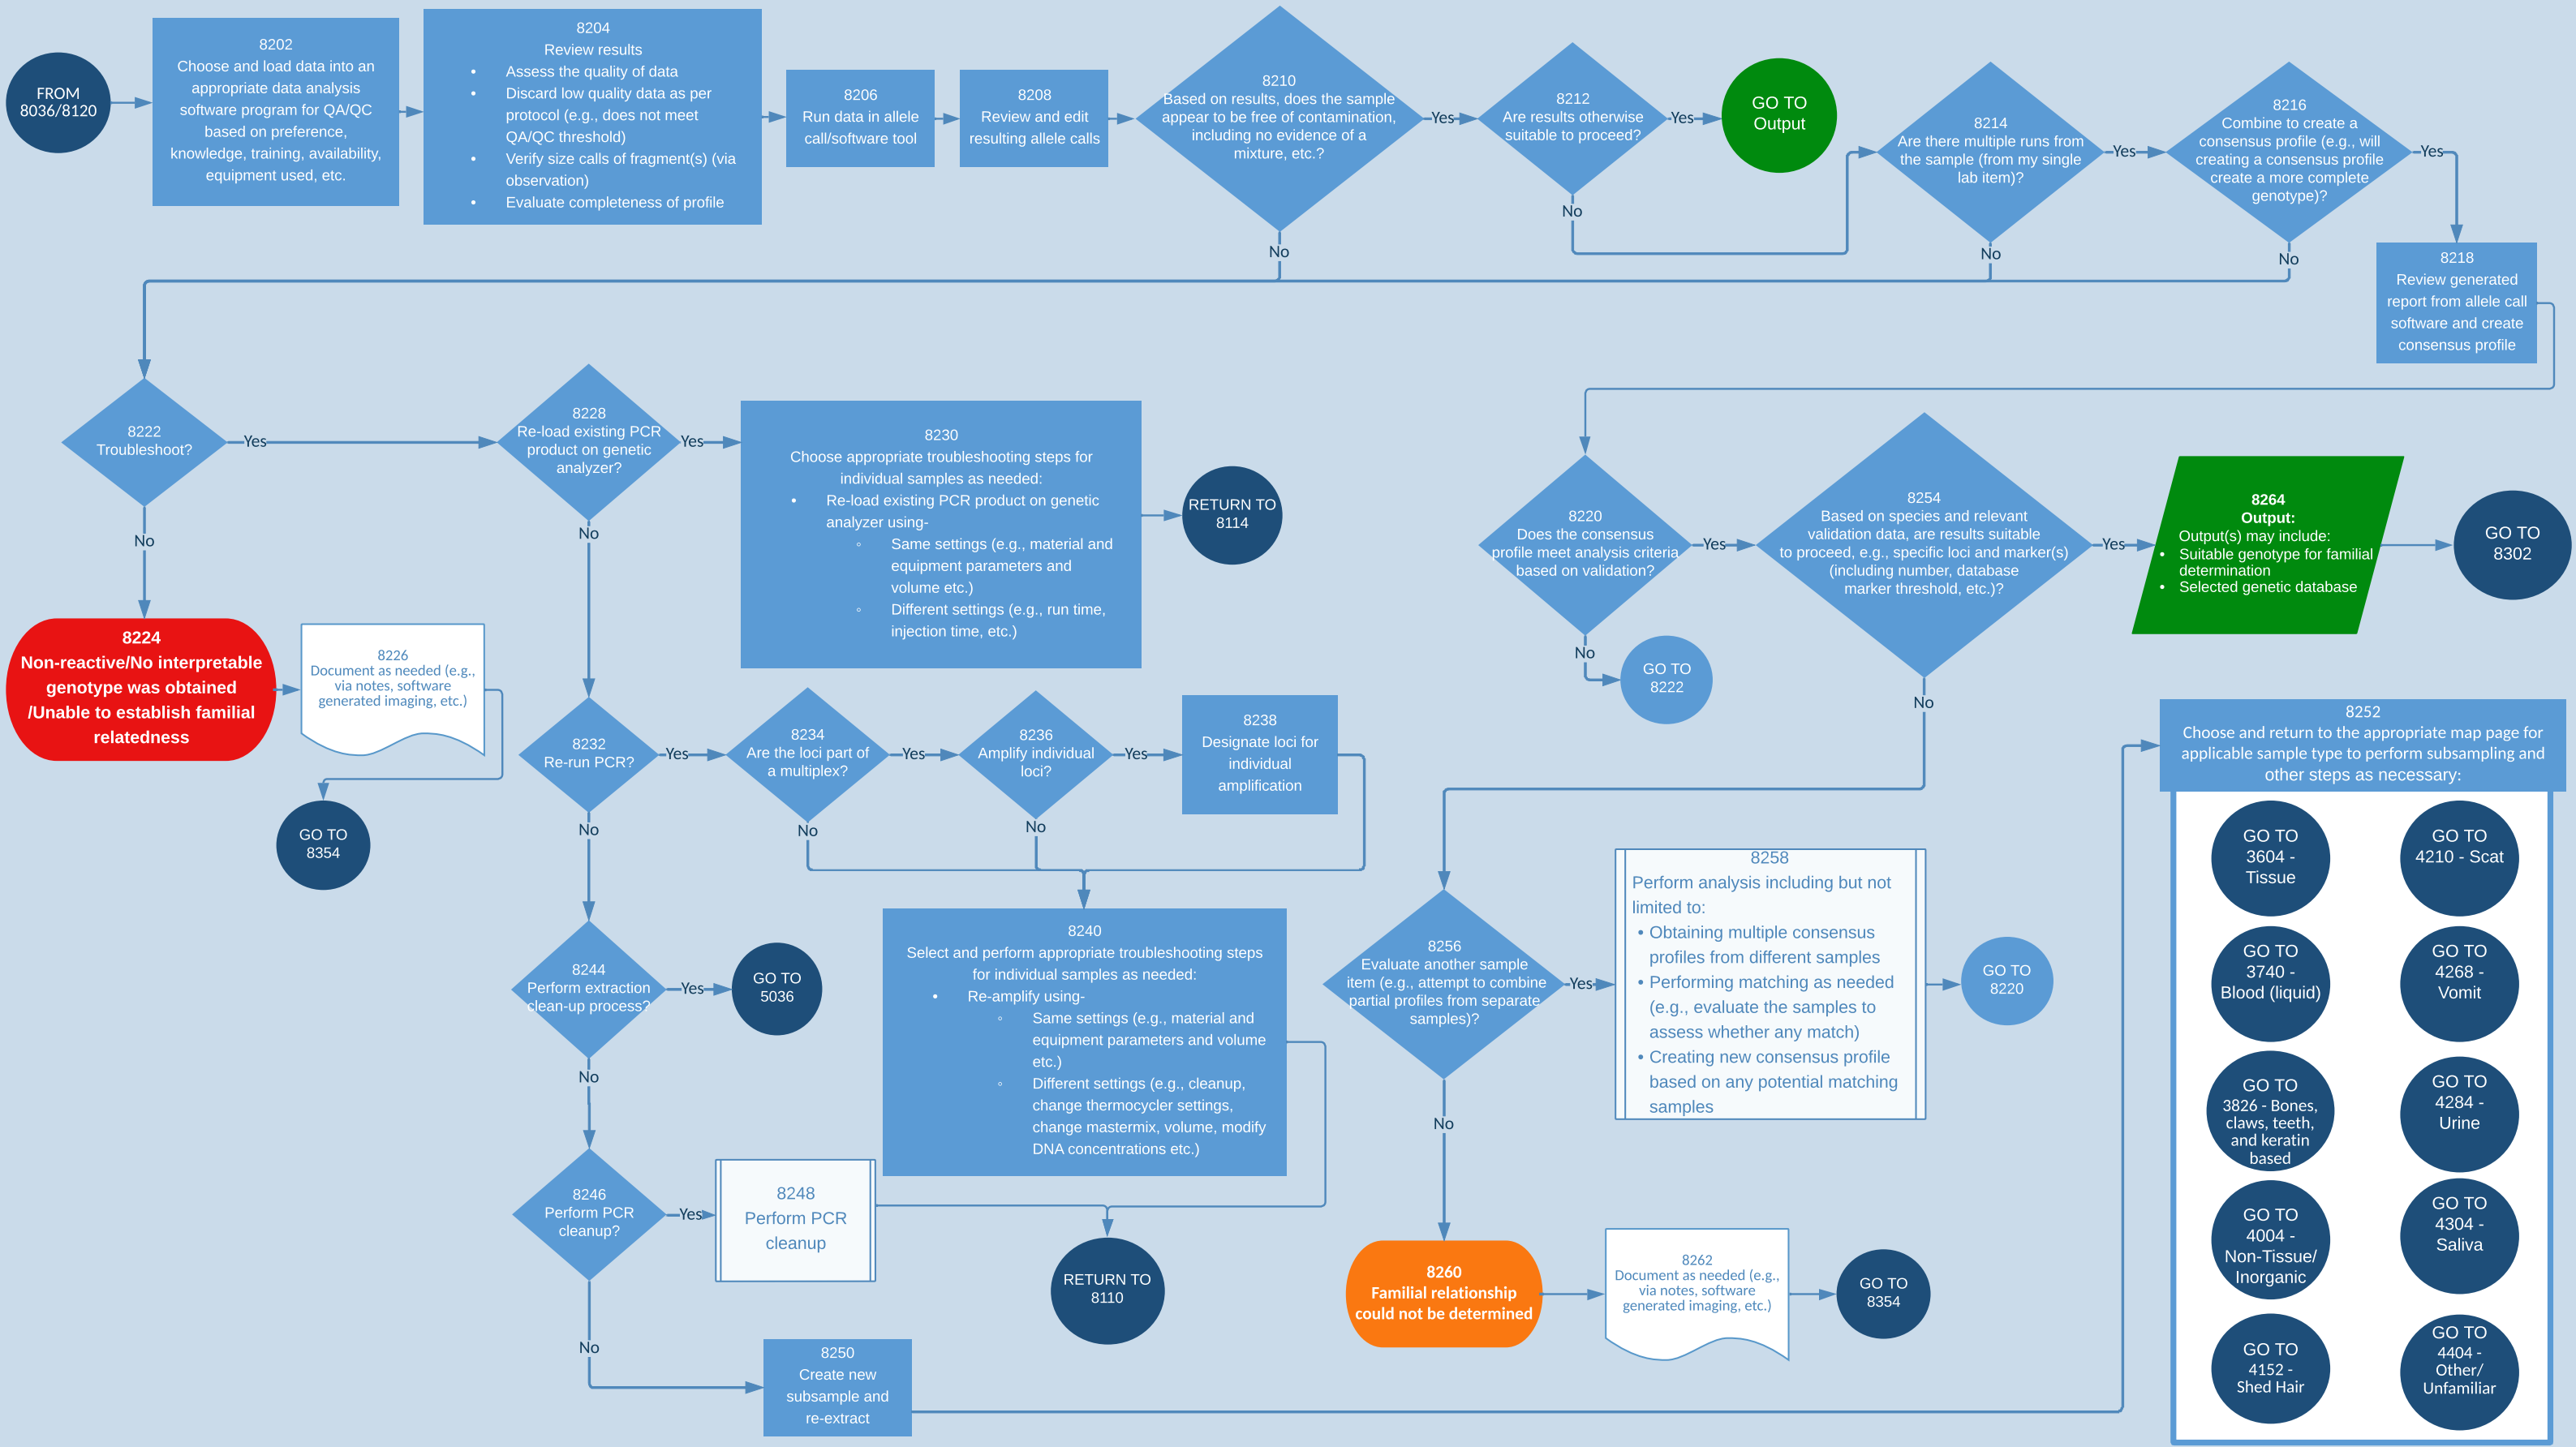 FROM
8036/8120
8202
Choose and load data into an
appropriate data analysis
software program for QA/QC
based on preference,
knowledge, training, availability,
equipment used, etc.
8204
Review results
• Assess the quality of data
• Discard low quality data as per
protocol (e.g., does not meet
QA/QC threshold)
• Verify size calls of fragment(s) (via
observation)
• Evaluate completeness of profile
8206
Run data in allele
call/software tool
8208
Review and edit
resulting allele calls
8210
Based on results, does the sample
appear to be free of contamination,
including no evidence of a
mixture, etc.?
Yes
No
8212
Are results otherwise
suitable to proceed?
Yes
No
GO TO
Output
8214
Are there multiple runs from
the sample (from my single
lab item)?
Yes
No
8216
Combine to create a
consensus profile (e.g., will
creating a consensus profile
create a more complete
genotype)?
Yes
No
8218
Review generated
report from allele call
software and create
consensus profile
8222
Troubleshoot?
Yes
No
8224
Non-reactive/No interpretable
genotype was obtained
/Unable to establish familial
relatedness
8226
Document as needed (e.g.,
via notes, software
generated imaging, etc.)
GO TO
8354
8228
Re-load existing PCR
product on genetic
analyzer?
Yes
No
8230
Choose appropriate troubleshooting steps for
individual samples as needed:
• Re-load existing PCR product on genetic
analyzer using-
◦ Same settings (e.g., material and
equipment parameters and
volume etc.)
◦ Different settings (e.g., run time,
injection time, etc.)
RETURN TO
8114
8232
Re-run PCR?
Yes
No
8234
Are the loci part of
a multiplex?
Yes
No
8236
Amplify individual
loci?
Yes
No
8238
Designate loci for
individual
amplification
8240
Select and perform appropriate troubleshooting steps
for individual samples as needed:
• Re-amplify using-
◦ Same settings (e.g., material and
equipment parameters and volume
etc.)
◦ Different settings (e.g., cleanup,
change thermocycler settings,
change mastermix, volume, modify
DNA concentrations etc.)
8244
Perform extraction
clean-up process?
Yes
No
GO TO
5036
8246
Perform PCR
cleanup?
Yes
No
8248
Perform PCR
cleanup
RETURN TO
8110
8250
Create new
subsample and
re-extract
8220
Does the consensus
profile meet analysis criteria
based on validation?
Yes
No
GO TO
8222
8254
Based on species and relevant
validation data, are results suitable
to proceed, e.g., specific loci and marker(s)
(including number, database
marker threshold, etc.)?
Yes
No
8264
Output:
Output(s) may include:
• Suitable genotype for familial
determination
• Selected genetic database
GO TO
8302
8256
Evaluate another sample
item (e.g., attempt to combine
partial profiles from separate
samples)?
Yes
No
8258
Perform analysis including but not
limited to:
• Obtaining multiple consensus
profiles from different samples
• Performing matching as needed
(e.g., evaluate the samples to
assess whether any match)
• Creating new consensus profile
based on any potential matching
samples
GO TO
8220
8260
Familial relationship
could not be determined
8262
Document as needed (e.g.,
via notes, software
generated imaging, etc.)
GO TO
8354
8252
Choose and return to the appropriate map page for
applicable sample type to perform subsampling and
other steps as necessary:
GO TO
3604 -
Tissue
GO TO
4210 - Scat
GO TO
3740 -
Blood (liquid)
GO TO
4268 -
Vomit
GO TO
3826 - Bones,
claws, teeth,
and keratin
based
GO TO
4284 -
Urine
GO TO
4004 -
Non-Tissue/
Inorganic
GO TO
4304 -
Saliva
GO TO
4152 -
Shed Hair
GO TO
4404 -
Other/
Unfamiliar